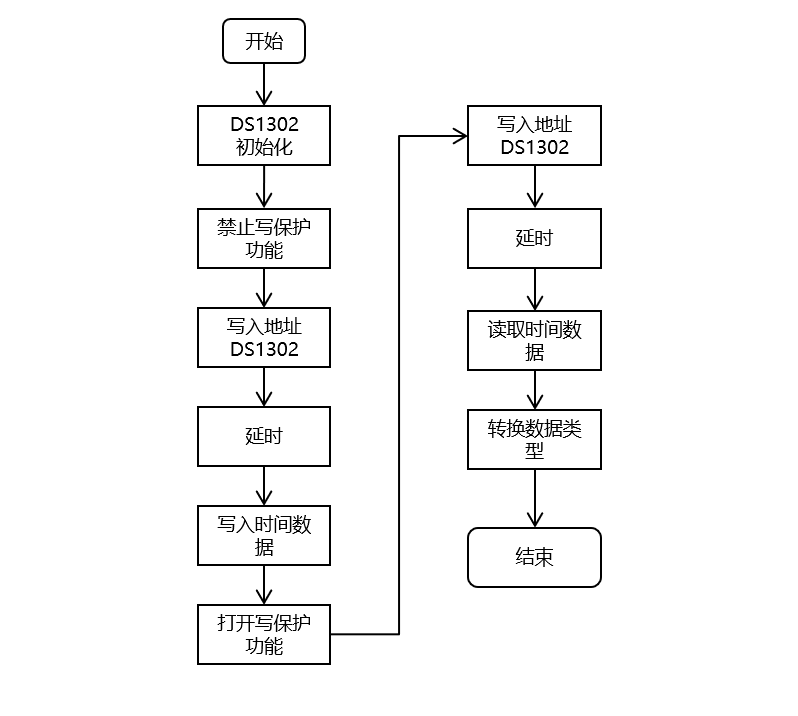 开始
DS1302
初始化
禁止写保护
功能
写入地址
DS1302
延时
写入时间数
据
打开写保护
功能
写入地址
DS1302
延时
读取时间数
据
转换数据类
型
结束